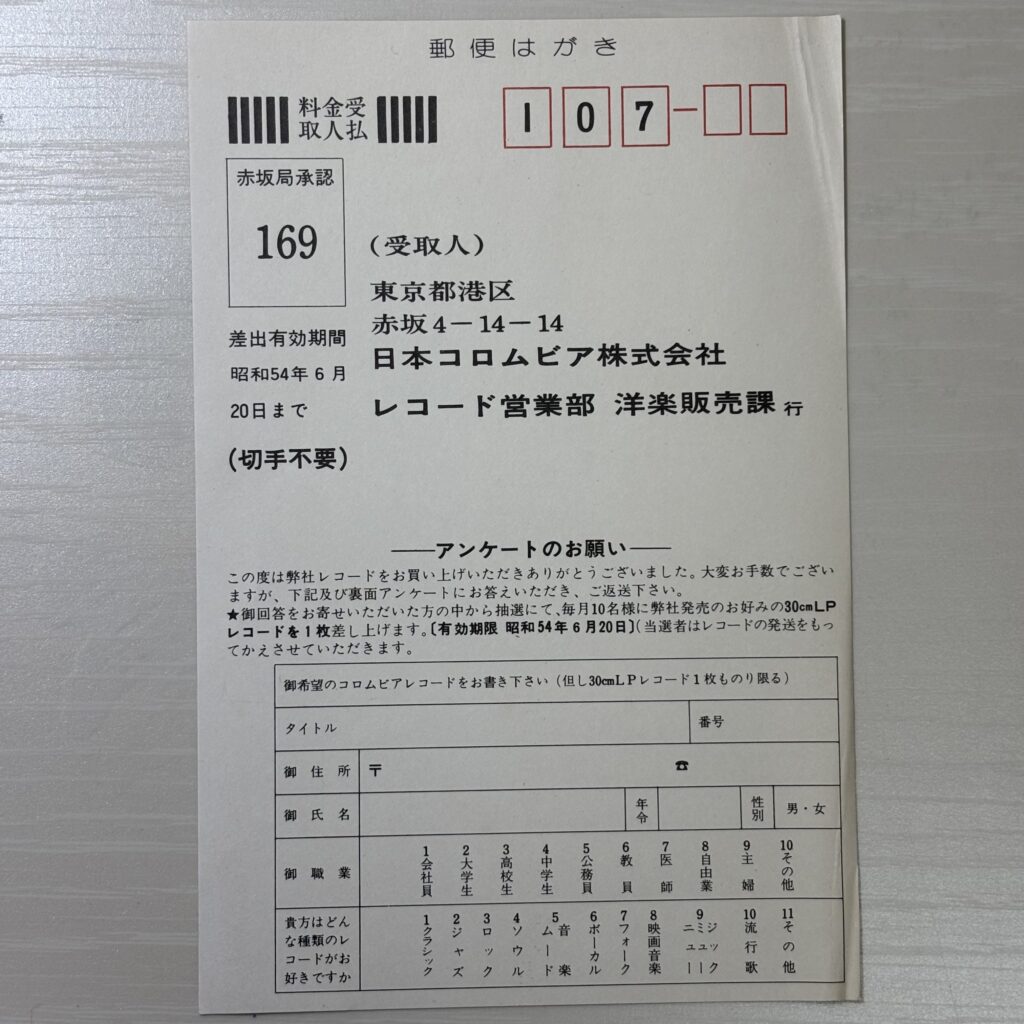 郵便はがき
料金受
取人払
107-
赤坂局承認
169
差出有効期間
昭和54年6月
20日まで
(切手不要)
(受取人)
東京都港区
赤坂4-14-14
日本コロムビア株式会社
レコード営業部 洋楽販売課 行
――アンケートのお願い――
この度は弊社レコードをお買い上げいただきありがとうございました。大変お手数でござい
ますが、下記及び裏面アンケートにお答えいただき、ご返送下さい。
★御回答をお寄せいただいた方の中から抽選にて、毎月10名様に弊社発売のお好みの30cmLP
レコードを1枚差し上げます。〔有効期限 昭和54年6月20日〕(当選者はレコードの発送をもっ
てかえさせていただきます。
御希望のコロムビアレコードをお書き下さい(但し30cmLPレコード1枚ものり限る)
タイトル 番号
御住所 〒 ☎
御氏名 年令 性別 男・女
御職業 1会社員 2大学生 3高校生 4中学生 5公務員 6教員 7医師 8自由業 9主婦 10その他
貴方はどん
な種類のレ
コードがお
好きですか
1クラシック 2ジャズ 3ロック 4ソウル 5ムード音楽 6ボーカル 7フォーク 8映画音楽 9ニューミュージック 10流行歌 11その他